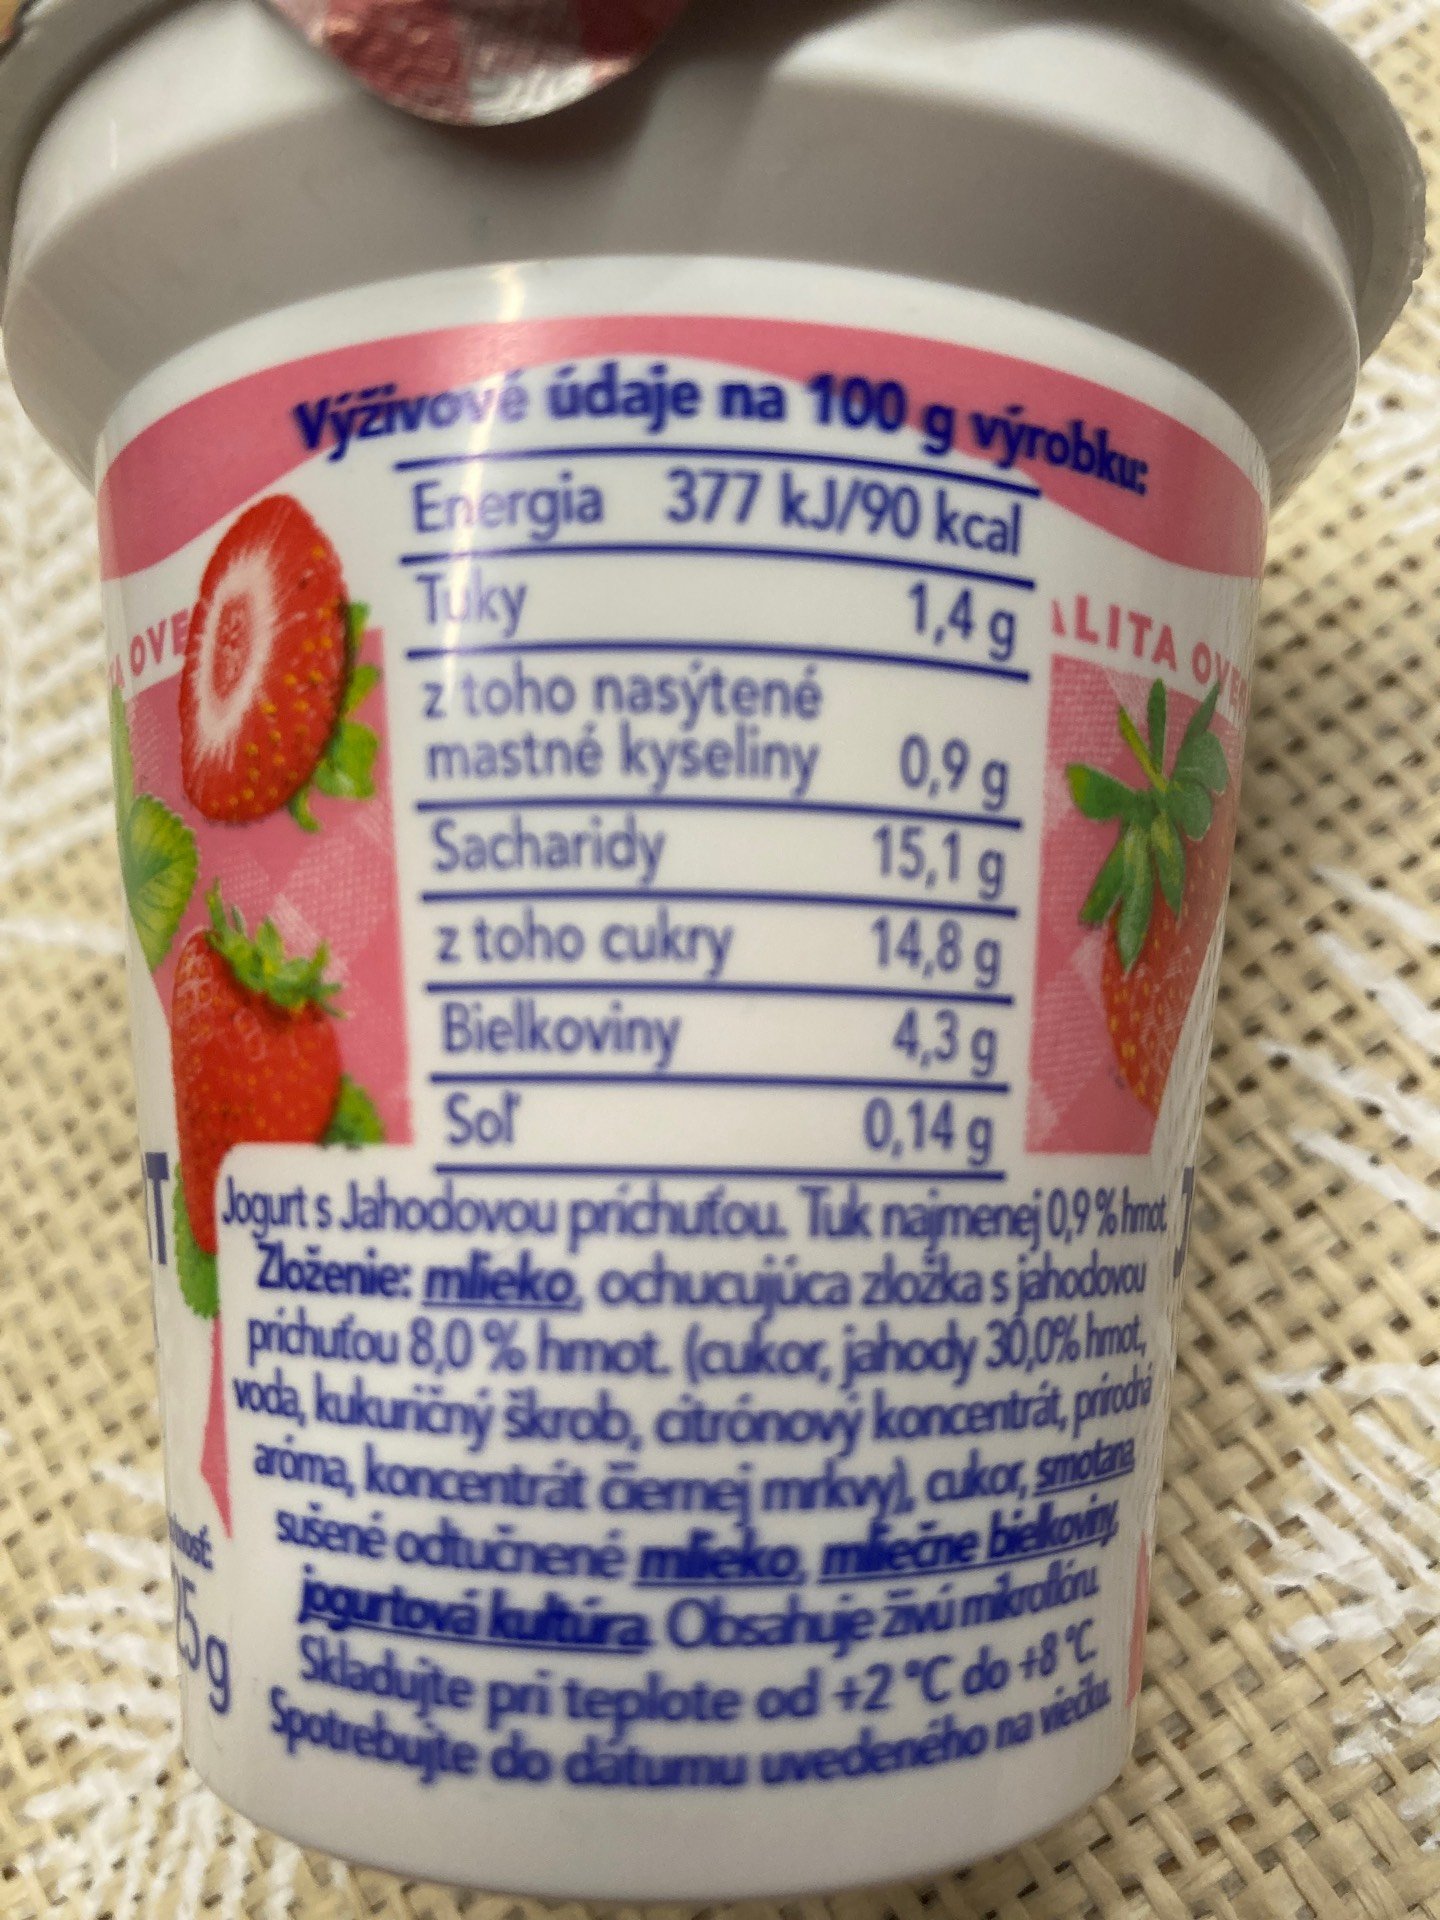 Výživové údaje na 100 g výrobku:
Energia 377 kJ/90 kcal
Tuky 1,4 g
z toho nasýtené
mastné kyseliny 0,9 g
Sacharidy 15,1 g
z toho cukry 14,8 g
Bielkoviny 4,3 g
Soľ 0,14 g
Jogurt s Jahodovou príchuťou. Tuk najmenej 0,9 % hmot.
Zloženie: mlieko, ochucujúca zložka s jahodovou
príchuťou 8,0 % hmot. (cukor, jahody 30,0% hmot.,
voda, kukuričný škrob, citrónový koncentrát, prírodná
aróma, koncentrát čiernej mrkvy), cukor, smotana,
sušené odtučnené mlieko, mliečne bielkoviny,
jogurtová kultúra. Obsahuje živú mikroflóru.
Skladujte pri teplote od +2 °C do +8 °C.
Spotrebujte do dátumu uvedeného na viečku.